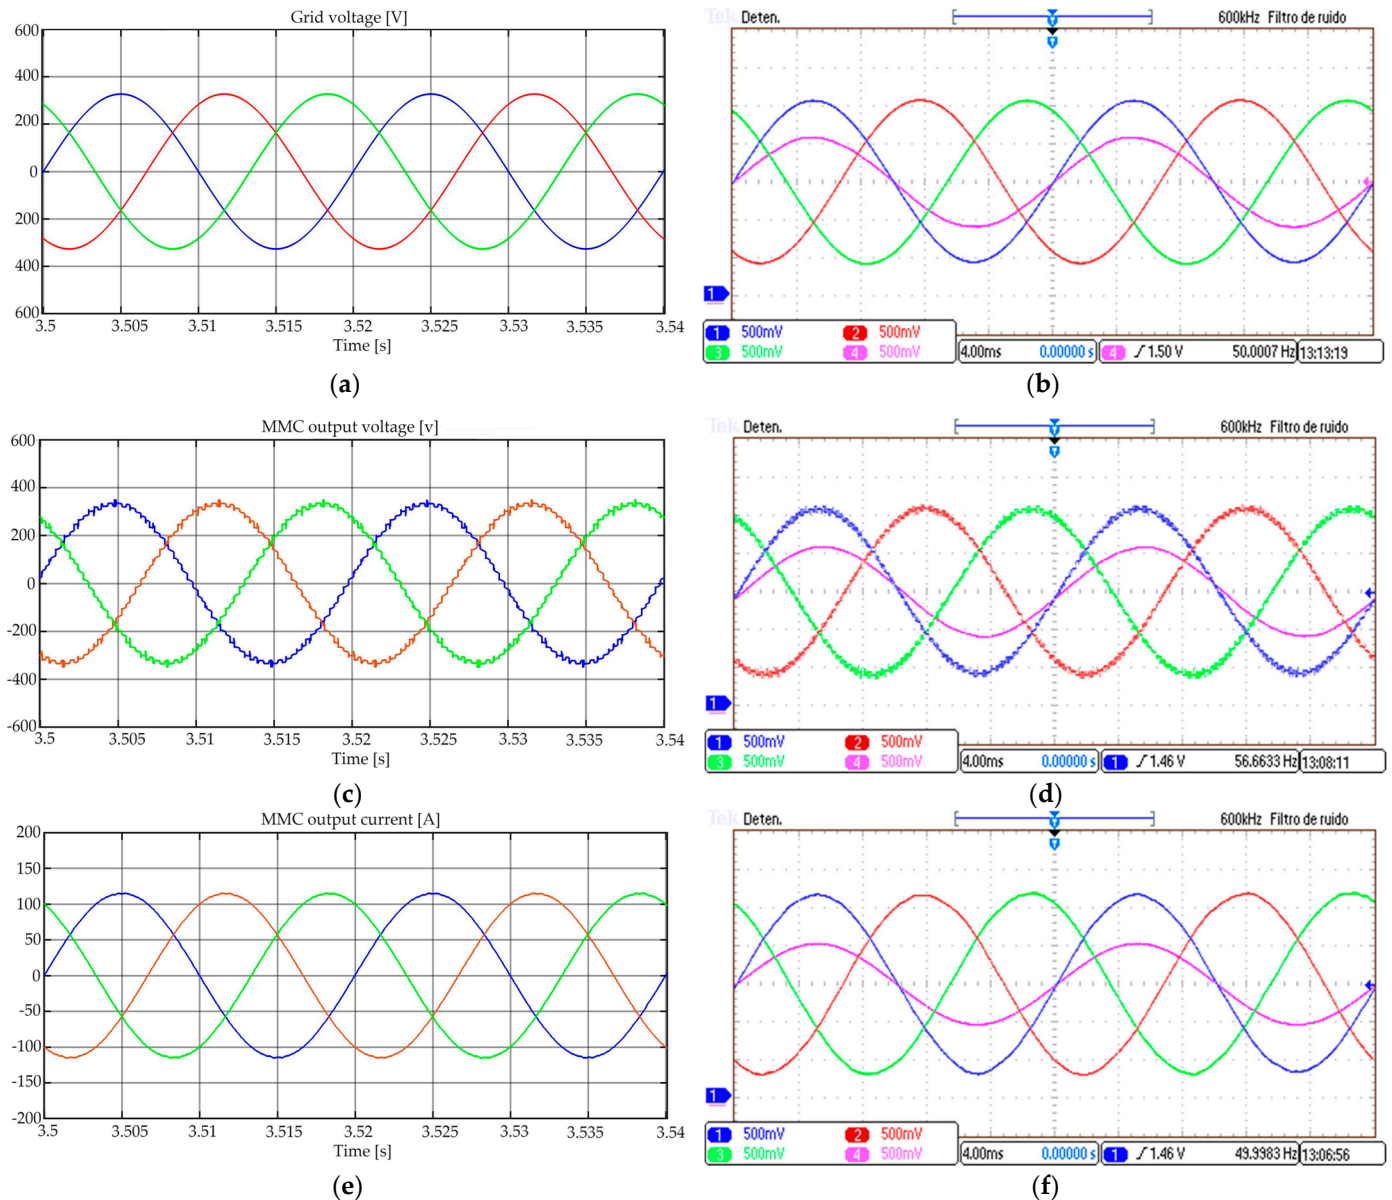 Grid voltage [V]
600
400
200
0
200
400
600
3.5 3.505 3.51 3.515 3.52 3.525 3.53 3.535 3.54
Time [s]
(a)
Tek Deten. 600kHz Filtro de ruido
T
T
1
1 500mV 2 500mV
3 500mV 4 500mV
4.00ms 0.00000 s 4 1.50 V 50.0007 Hz 13:13:19
(b)
MMC output voltage [v]
600
400
200
0
-200
-400
-600
3.5 3.505 3.51 3.515 3.52 3.525 3.53 3.535 3.54
Time [s]
(c)
Tek Deten. 600kHz Filtro de ruido
T
T
1
1 500mV 2 500mV
3 500mV 4 500mV
4.00ms 0.00000 s 1 1.46 V 56.6633 Hz 13:08:11
(d)
MMC output current [A]
200
150
100
50
0
-50
-100
-150
-200
3.5 3.505 3.51 3.515 3.52 3.525 3.53 3.535 3.54
Time [s]
(e)
Tek Deten. 600kHz Filtro de ruido
T
T
1
1 500mV 2 500mV
3 500mV 4 500mV
4.00ms 0.00000 s 1 1.46 V 49.9983 Hz 13:06:56
(f)